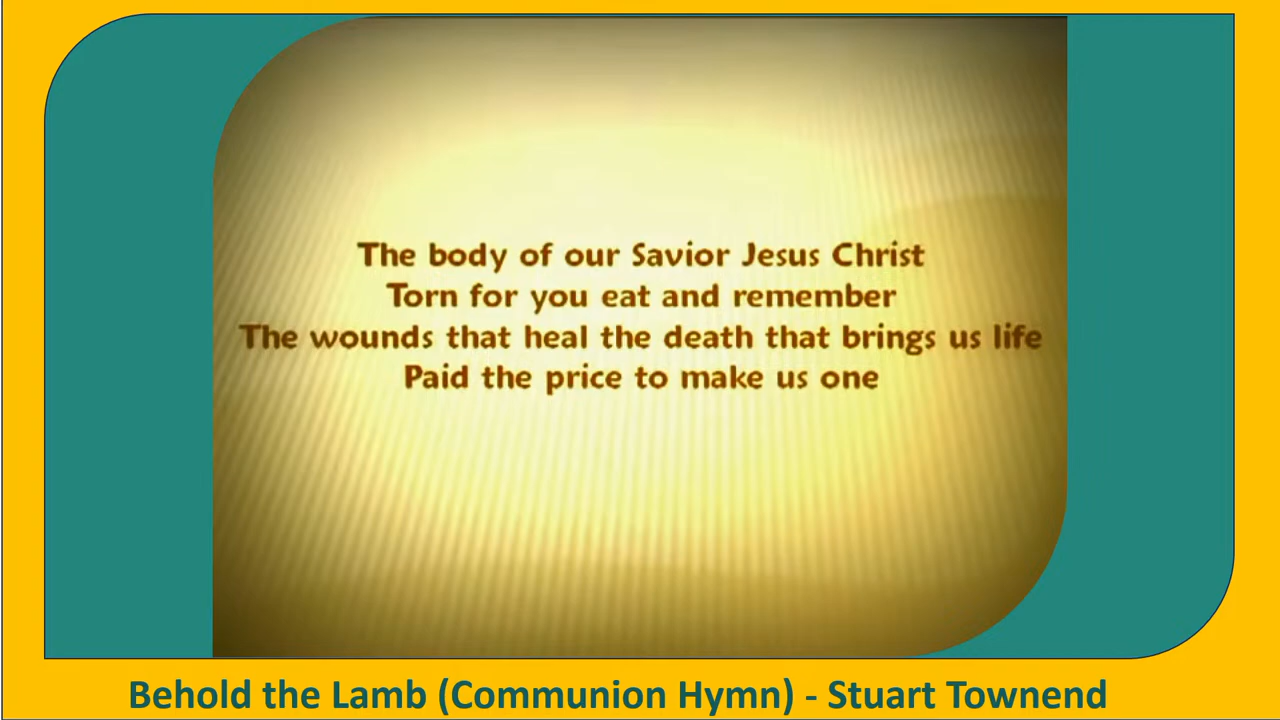 The body of our Savior Jesus Christ
Torn for you eat and remember
The wounds that heal the death that brings us life
Paid the price to make us one
Behold the Lamb (Communion Hymn) - Stuart Townend